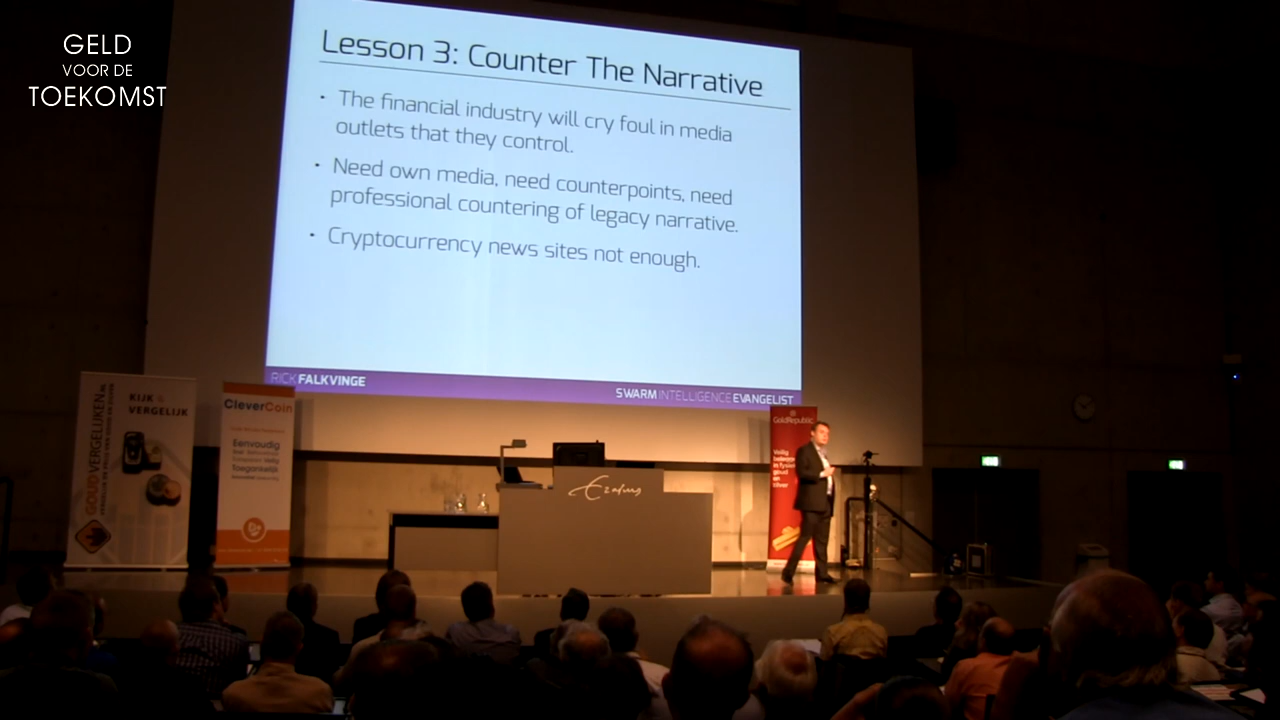 GELD
VOOR DE
TOEKOMST
Lesson 3: Counter The Narrative
• The financial industry will cry foul in media
outlets that they control.
• Need own media, need counterpoints, need
professional countering of legacy narrative.
• Cryptocurrency news sites not enough.
RICK FALKVINGE
SWARM INTELLIGENCE EVANGELIST
KIJK &
VERGELIJK
GOUDVERGELIJKEN.NL
CleverCoin
Eenvoudig
Veilig
Toegankelijk
GoldRepublic
Veilig
beleggen
in fysiek
goud
en
zilver
Erasmus